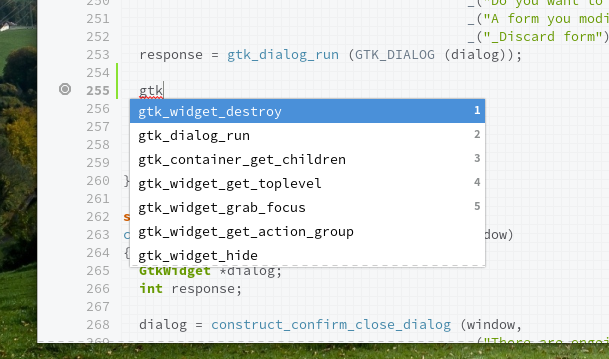 250 _("Do you want to
251 _("A form you modi
252 _("_Discard form")
253 response = gtk_dialog_run (GTK_DIALOG (dialog));
254
255 gtk
256 gtk_widget_destroy 1
257 gtk_dialog_run 2
258 gtk_container_get_children 3
259 gtk_widget_get_toplevel 4
260 } gtk_widget_grab_focus 5
261
262 s gtk_widget_get_action_group
263 c dow)
264 { gtk_widget_hide
265 GtkWidget *dialog;
266 int response;
267
268 dialog = construct_confirm_close_dialog (window,
269 _("There are